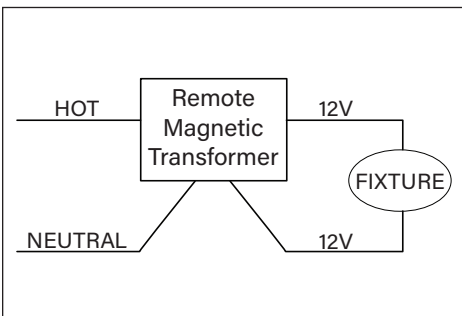 HOT
Remote
Magnetic
Transformer
12V
FIXTURE
NEUTRAL
12V